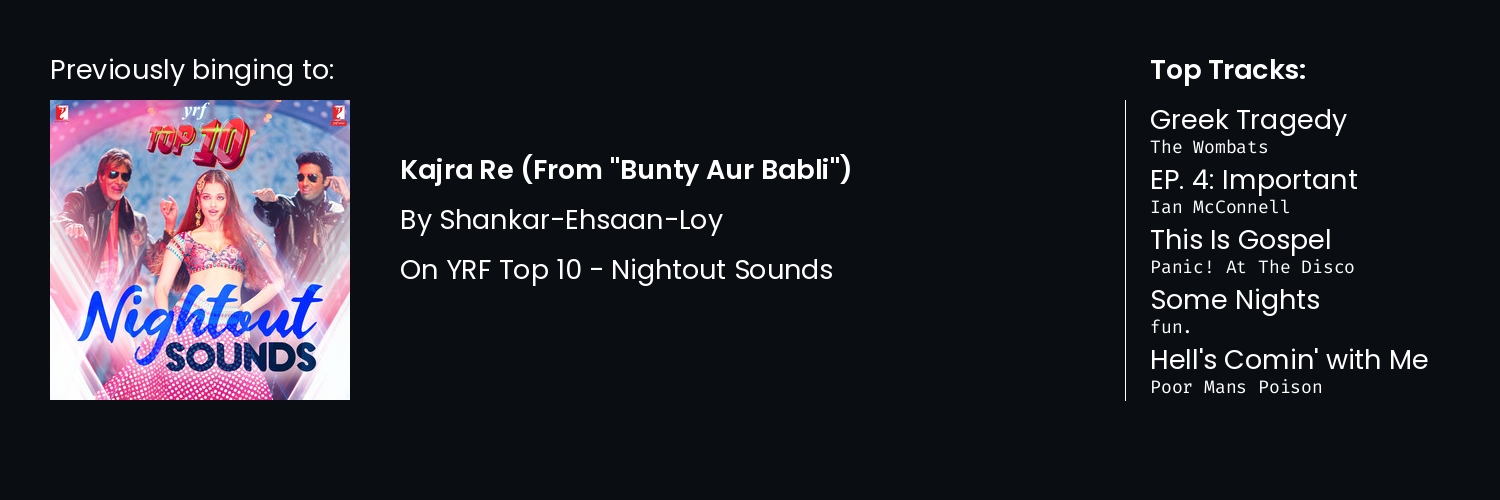 Previously binging to:
yrf
TOP 10
Nightout
SOUNDS
Kajra Re (From "Bunty Aur Babli")
By Shankar-Ehsaan-Loy
On YRF Top 10 - Nightout Sounds
Top Tracks:
Greek Tragedy
The Wombats
EP. 4: Important
Ian McConnell
This Is Gospel
Panic! At The Disco
Some Nights
fun.
Hell's Comin' with Me
Poor Mans Poison